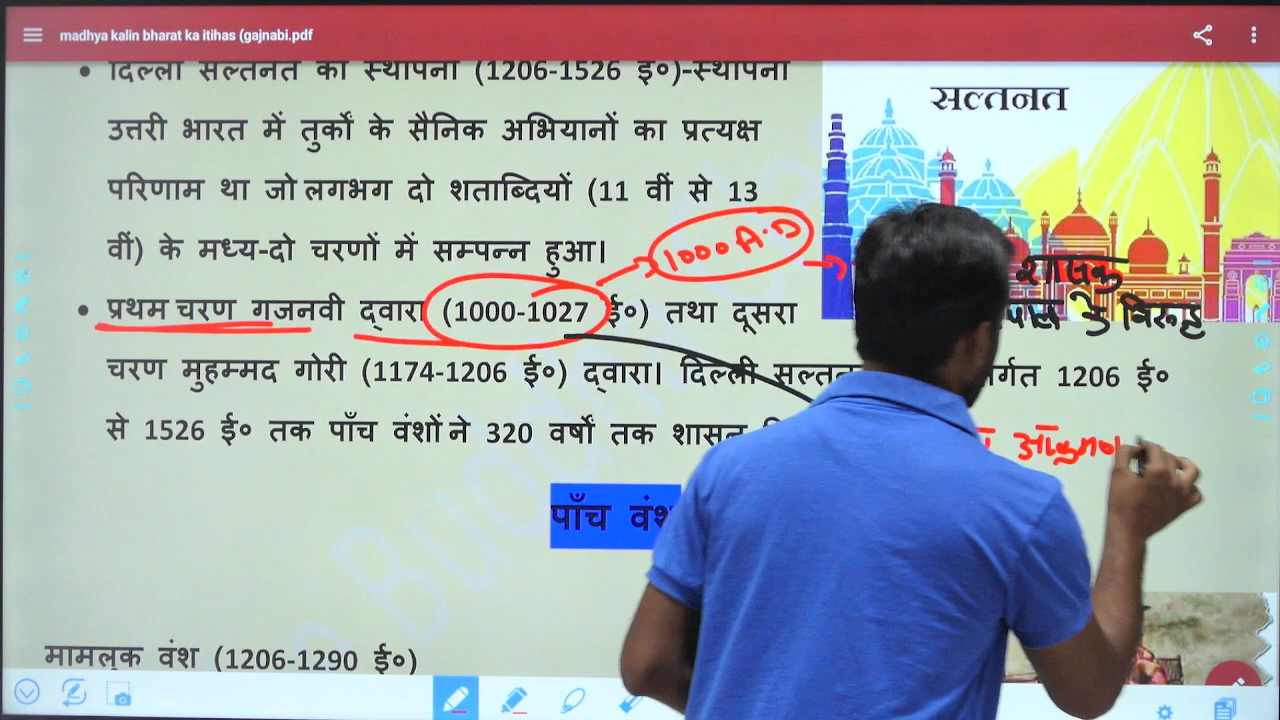 madhya kalin bharat ka itihas (gajnabi.pdf
• दिल्ली सल्तनत की स्थापना (1206-1526 ई०)-स्थापना
सल्तनत
उत्तरी भारत में तुर्कों के सैनिक अभियानों का प्रत्यक्ष
परिणाम था जो लगभग दो शताब्दियों (11 वीं से 13
वीं) के मध्य-दो चरणों में सम्पन्न हुआ।
1000 A.D
शासक
• प्रथम चरण गजनवी द्वारा (1000-1027 ई०) तथा दूसरा
के विरुद्ध
चरण मुहम्मद गोरी (1174-1206 ई०) द्वारा। दिल्ली सल्तन र्गत 1206 ई०
से 1526 ई० तक पाँच वंशों ने 320 वर्षों तक शासन
आक्रमण
पाँच वंश
मामलूक वंश (1206-1290 ई०)